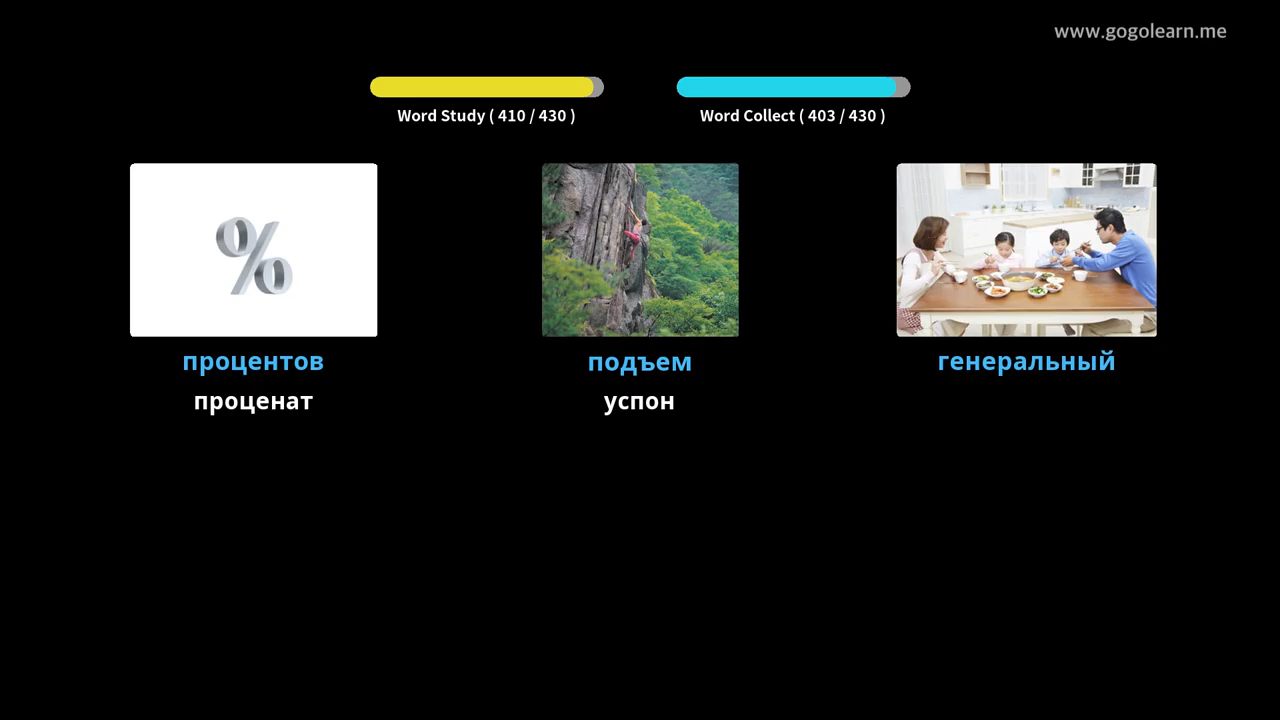 www.gogolearn.me
Word Study ( 410 / 430 )
Word Collect ( 403 / 430 )
%
процентов
подъем
генеральный
проценат
успон